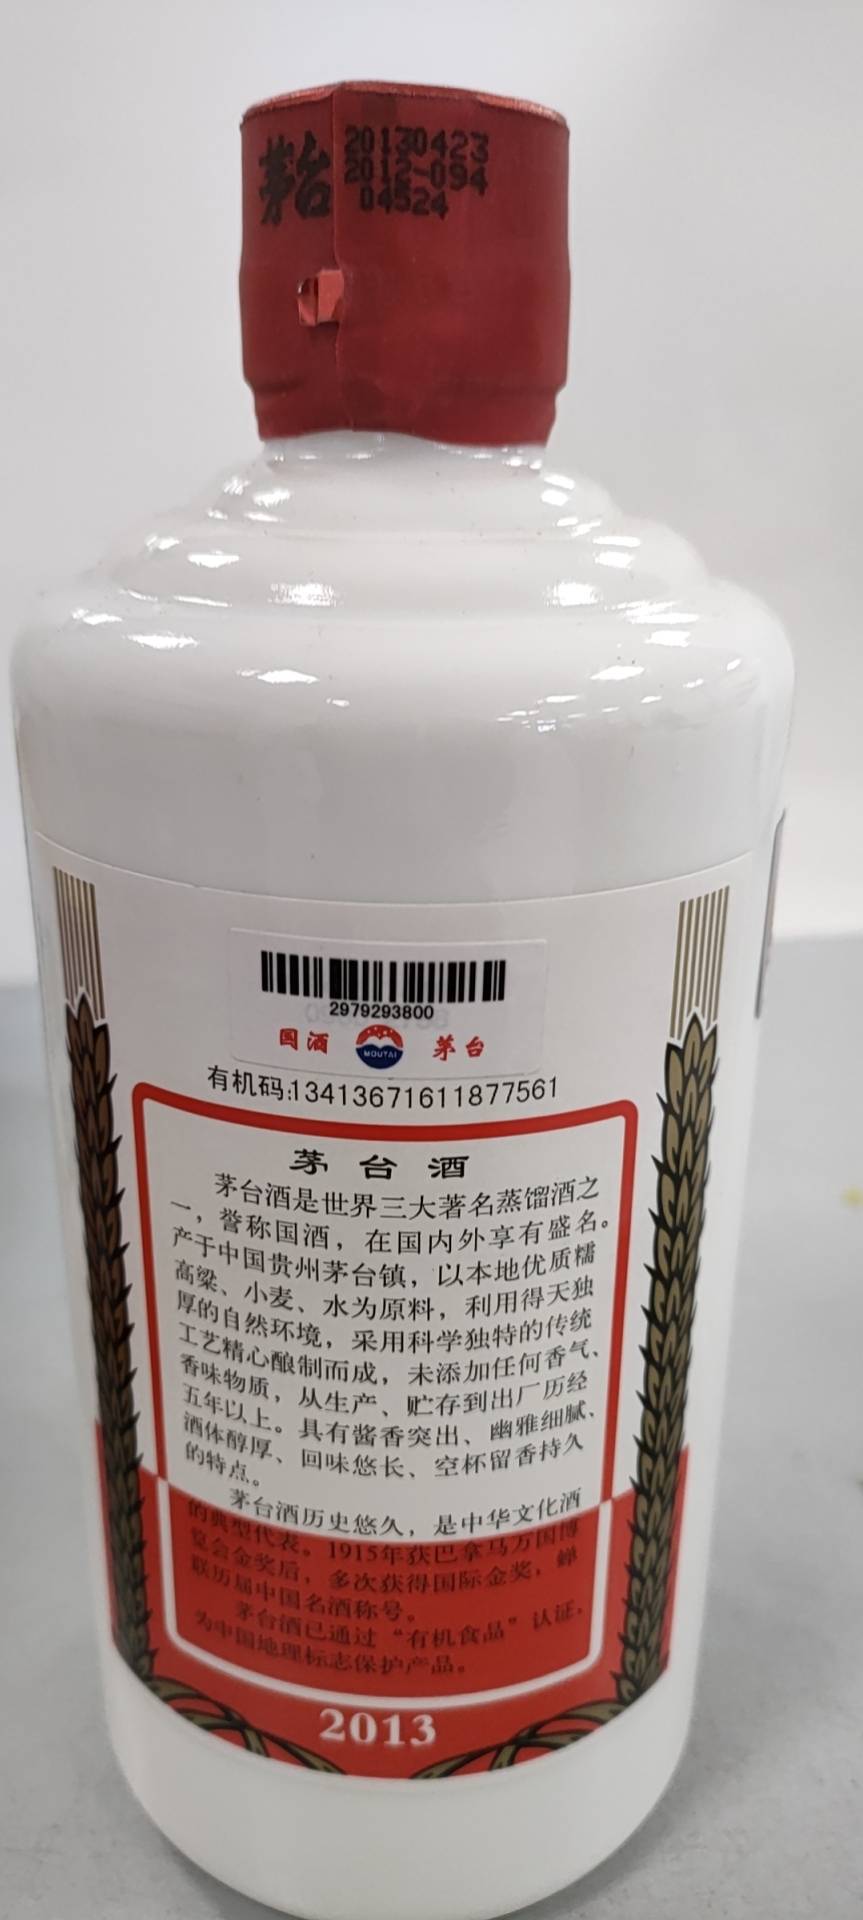 茅台
20130423
2012-094
04524
2979293800
国酒
MOUTAI
茅台
有机码:13413671611877561
茅台酒
茅台酒是世界三大著名蒸馏酒之
一，誉称国酒，在国内外享有盛名。
产于中国贵州茅台镇，以本地优质糯
高粱、小麦、水为原料，利用得天独
厚的自然环境，采用科学独特的传统
工艺精心酿制而成，未添加任何香气、
香味物质，从生产、贮存到出厂历经
五年以上。具有酱香突出、幽雅细腻、
酒体醇厚、回味悠长、空杯留香持久
的特点。
茅台酒历史悠久，是中华文化酒
的典型代表。1915年获巴拿马万国博
览会金奖后，多次获得国际金奖，蝉
联历届中国名酒称号。
茅台酒已通过“有机食品”认证，
为中国地理标志保护产品。
2013